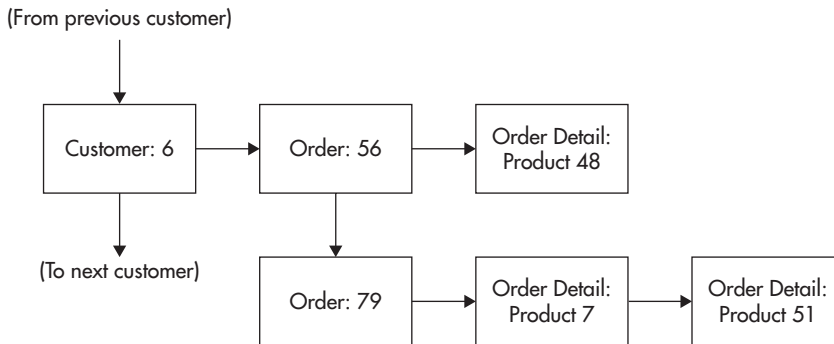 (From previous customer)
Customer: 6
Order: 56
Order Detail:
Product 48
(To next customer)
Order: 79
Order Detail:
Product 7
Order Detail:
Product 51